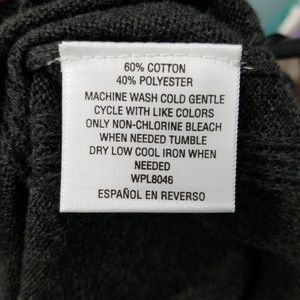 60% COTTON
40% POLYESTER
MACHINE WASH COLD GENTLE
CYCLE WITH LIKE COLORS
ONLY NON-CHLORINE BLEACH
WHEN NEEDED TUMBLE
DRY LOW COOL IRON WHEN
NEEDED
WPL8046
ESPAÑOL EN REVERSO